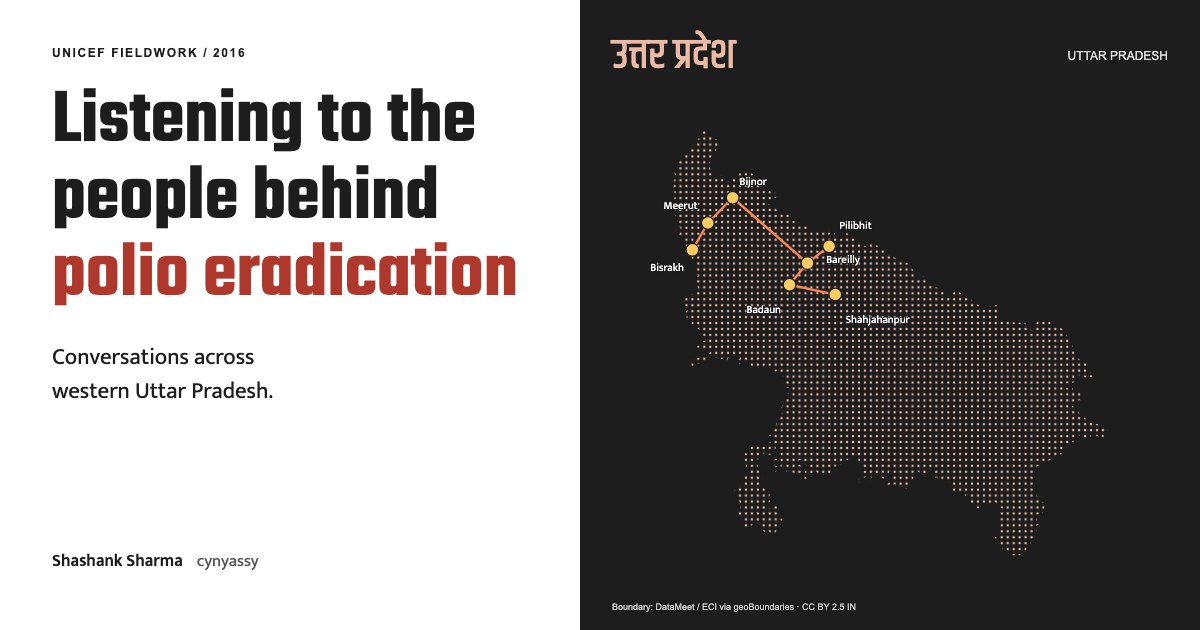 UNICEF FIELDWORK / 2016
Listening to the
people behind
polio eradication
Conversations across
western Uttar Pradesh.
Shashank Sharma cynyassy
उत्तर प्रदेश
UTTAR PRADESH
Bijnor
Meerut
Pilibhit
Bareilly
Bisrakh
Badaun
Shahjahanpur
Boundary: DataMeet / ECI via geoBoundaries · CC BY 2.5 IN